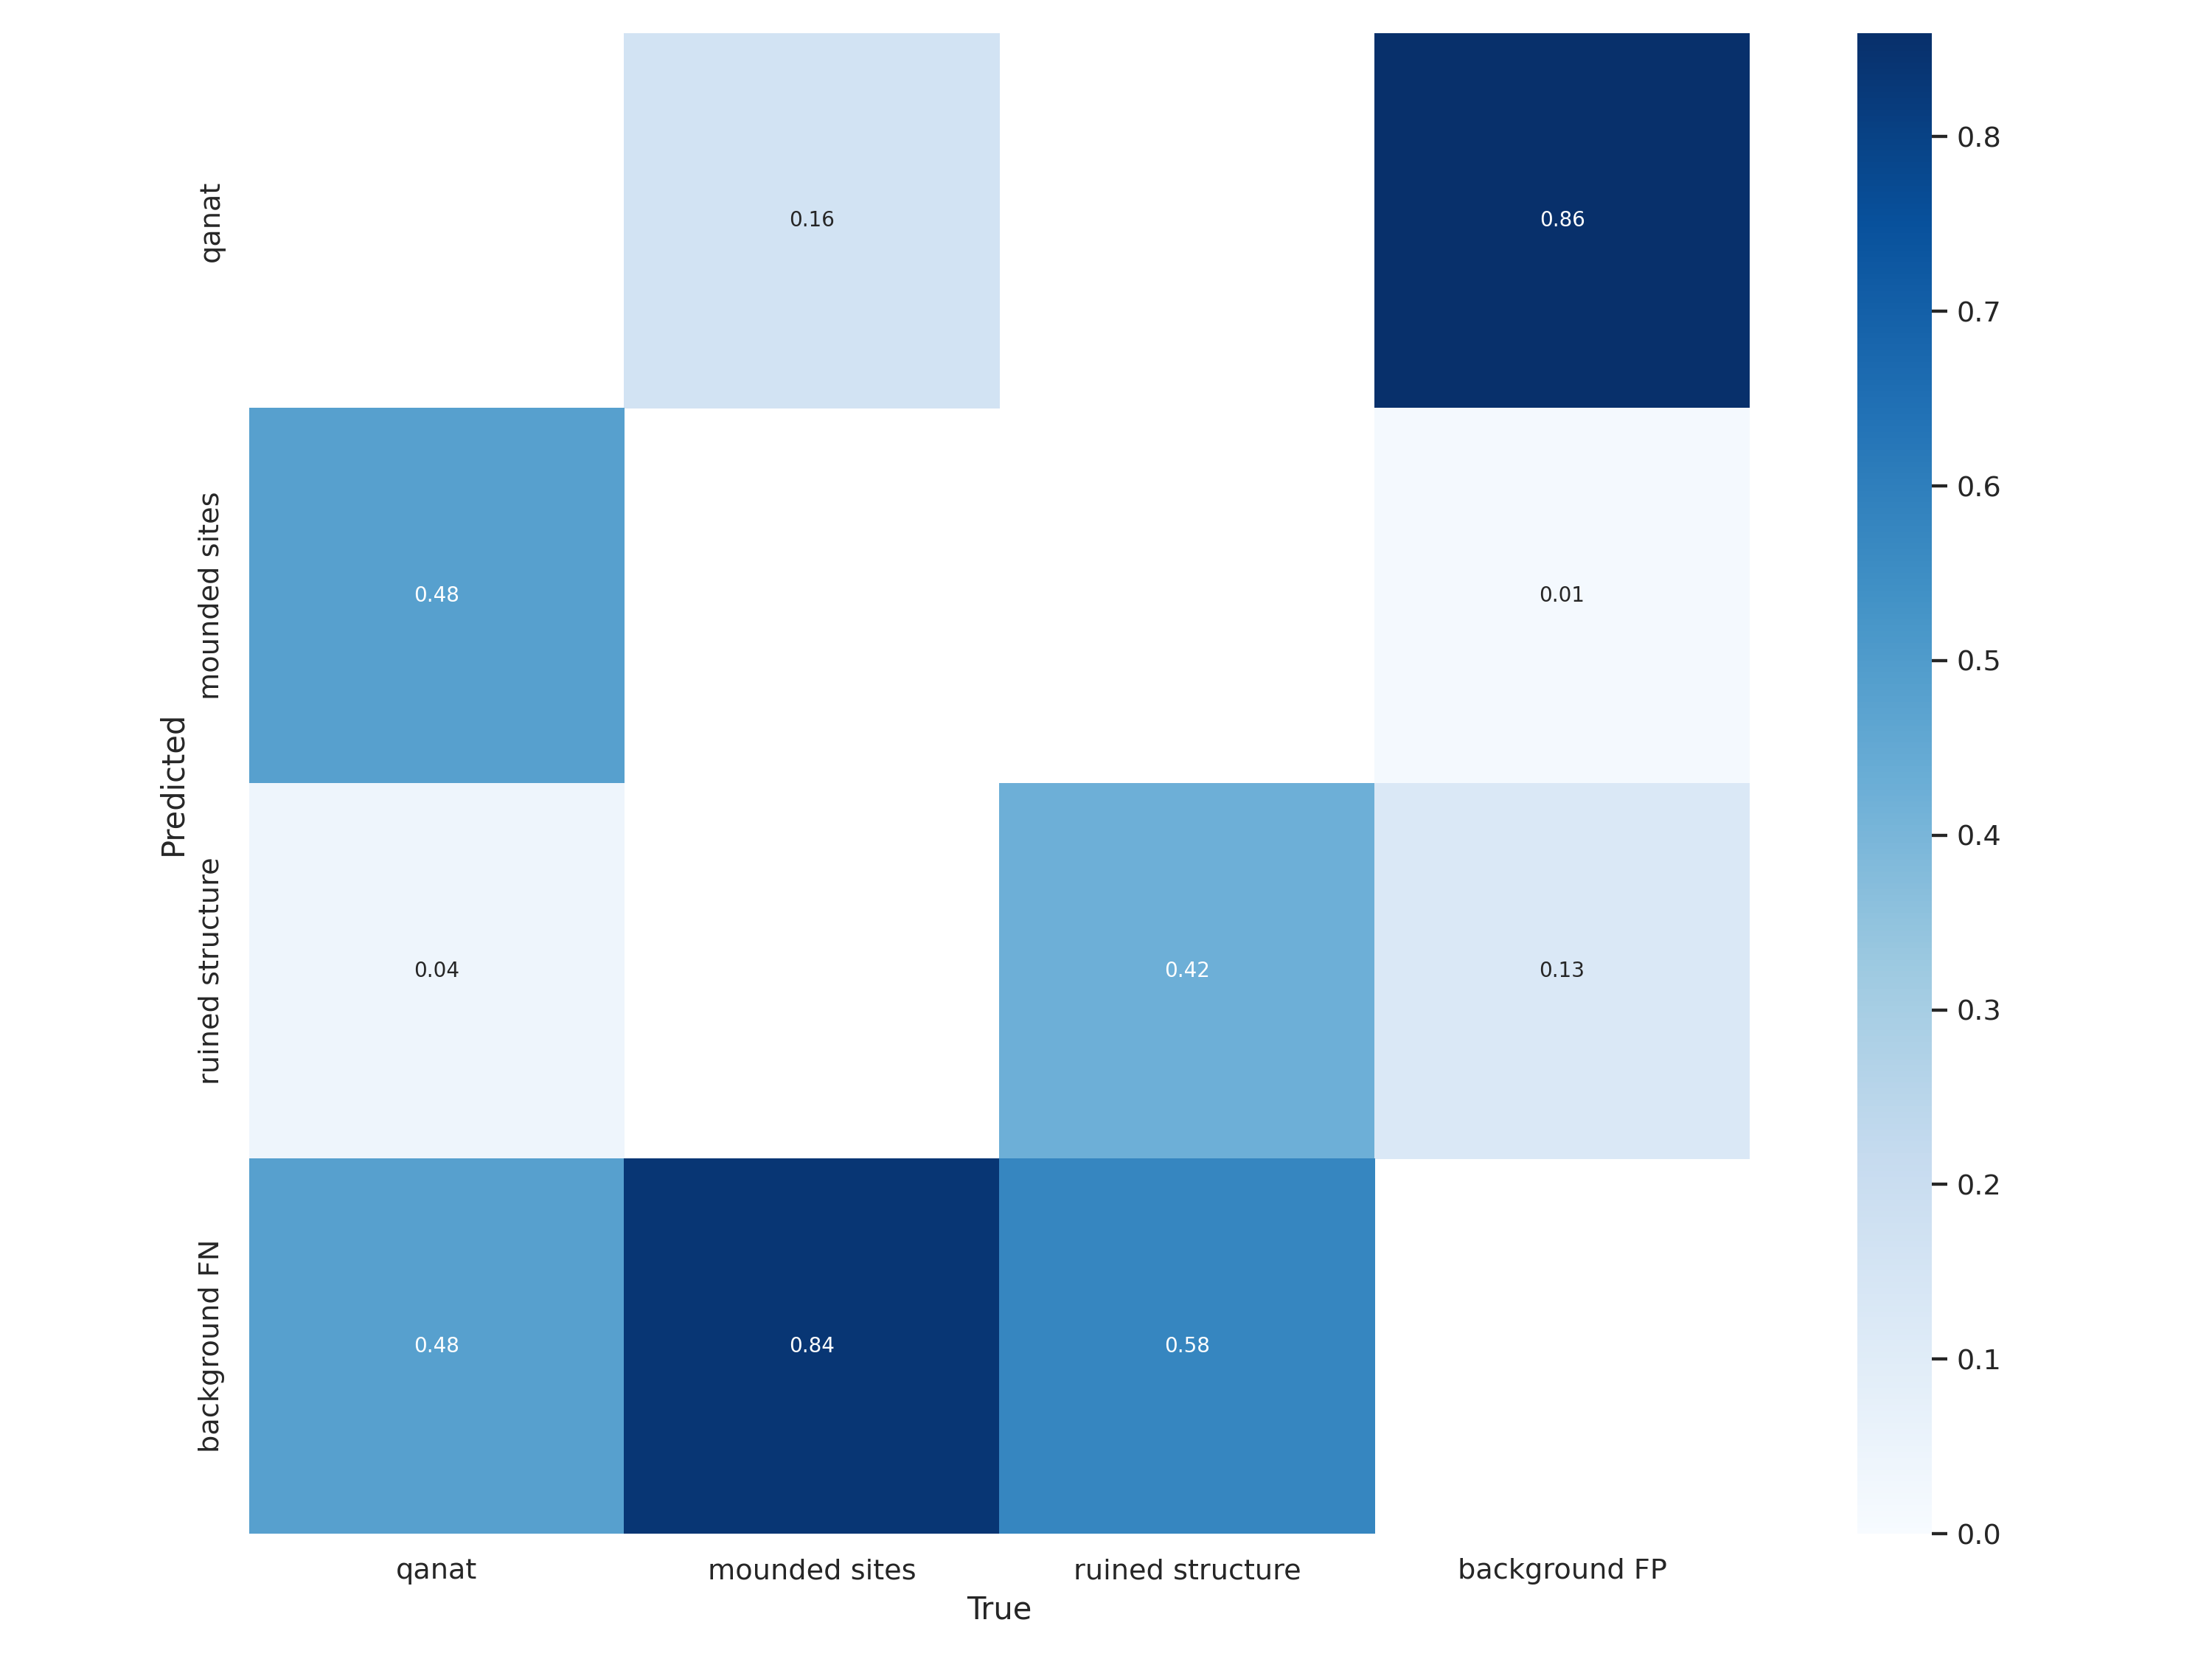 0.16
0.86
0.48
0.01
0.04
0.42
0.13
0.48
0.84
0.58
qanat
mounded sites
ruined structure
background FN
Predicted
qanat
mounded sites
ruined structure
background FP
True
0.8
0.7
0.6
0.5
0.4
0.3
0.2
0.1
0.0